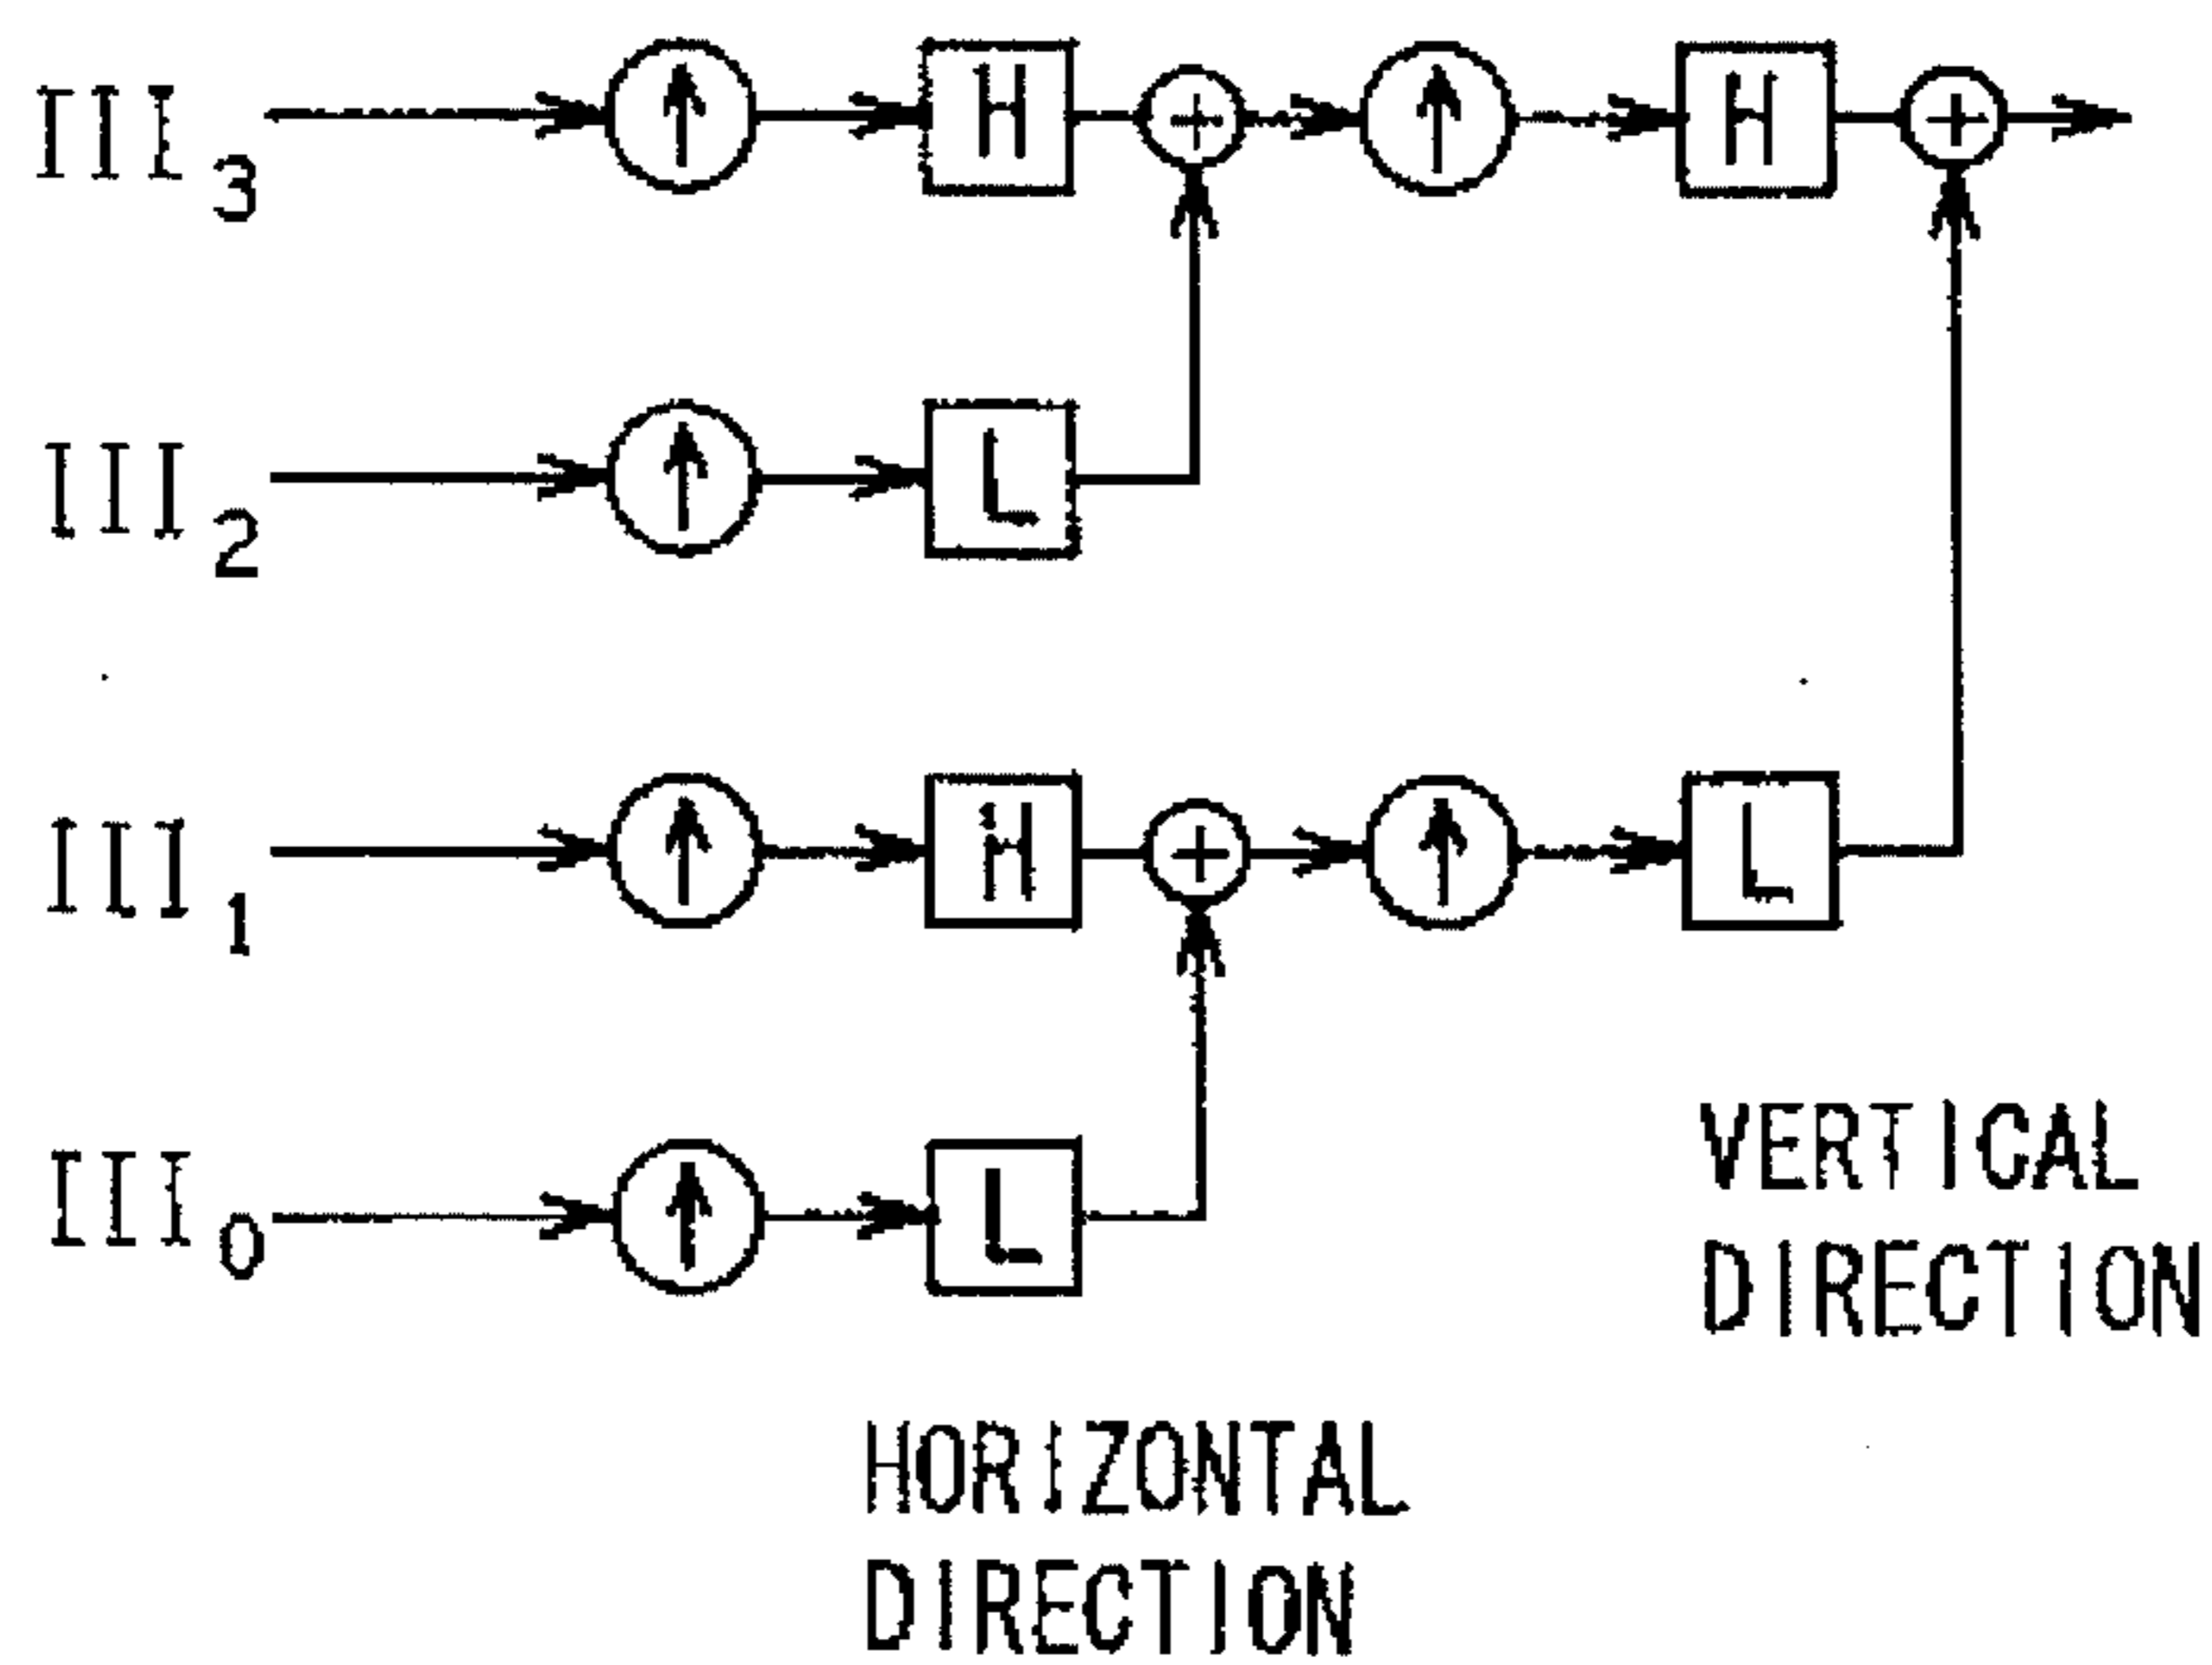 III3 H + H +
III2 L
III1 H + L
III0 L
VERTICAL
DIRECTION
HORIZONTAL
DIRECTION